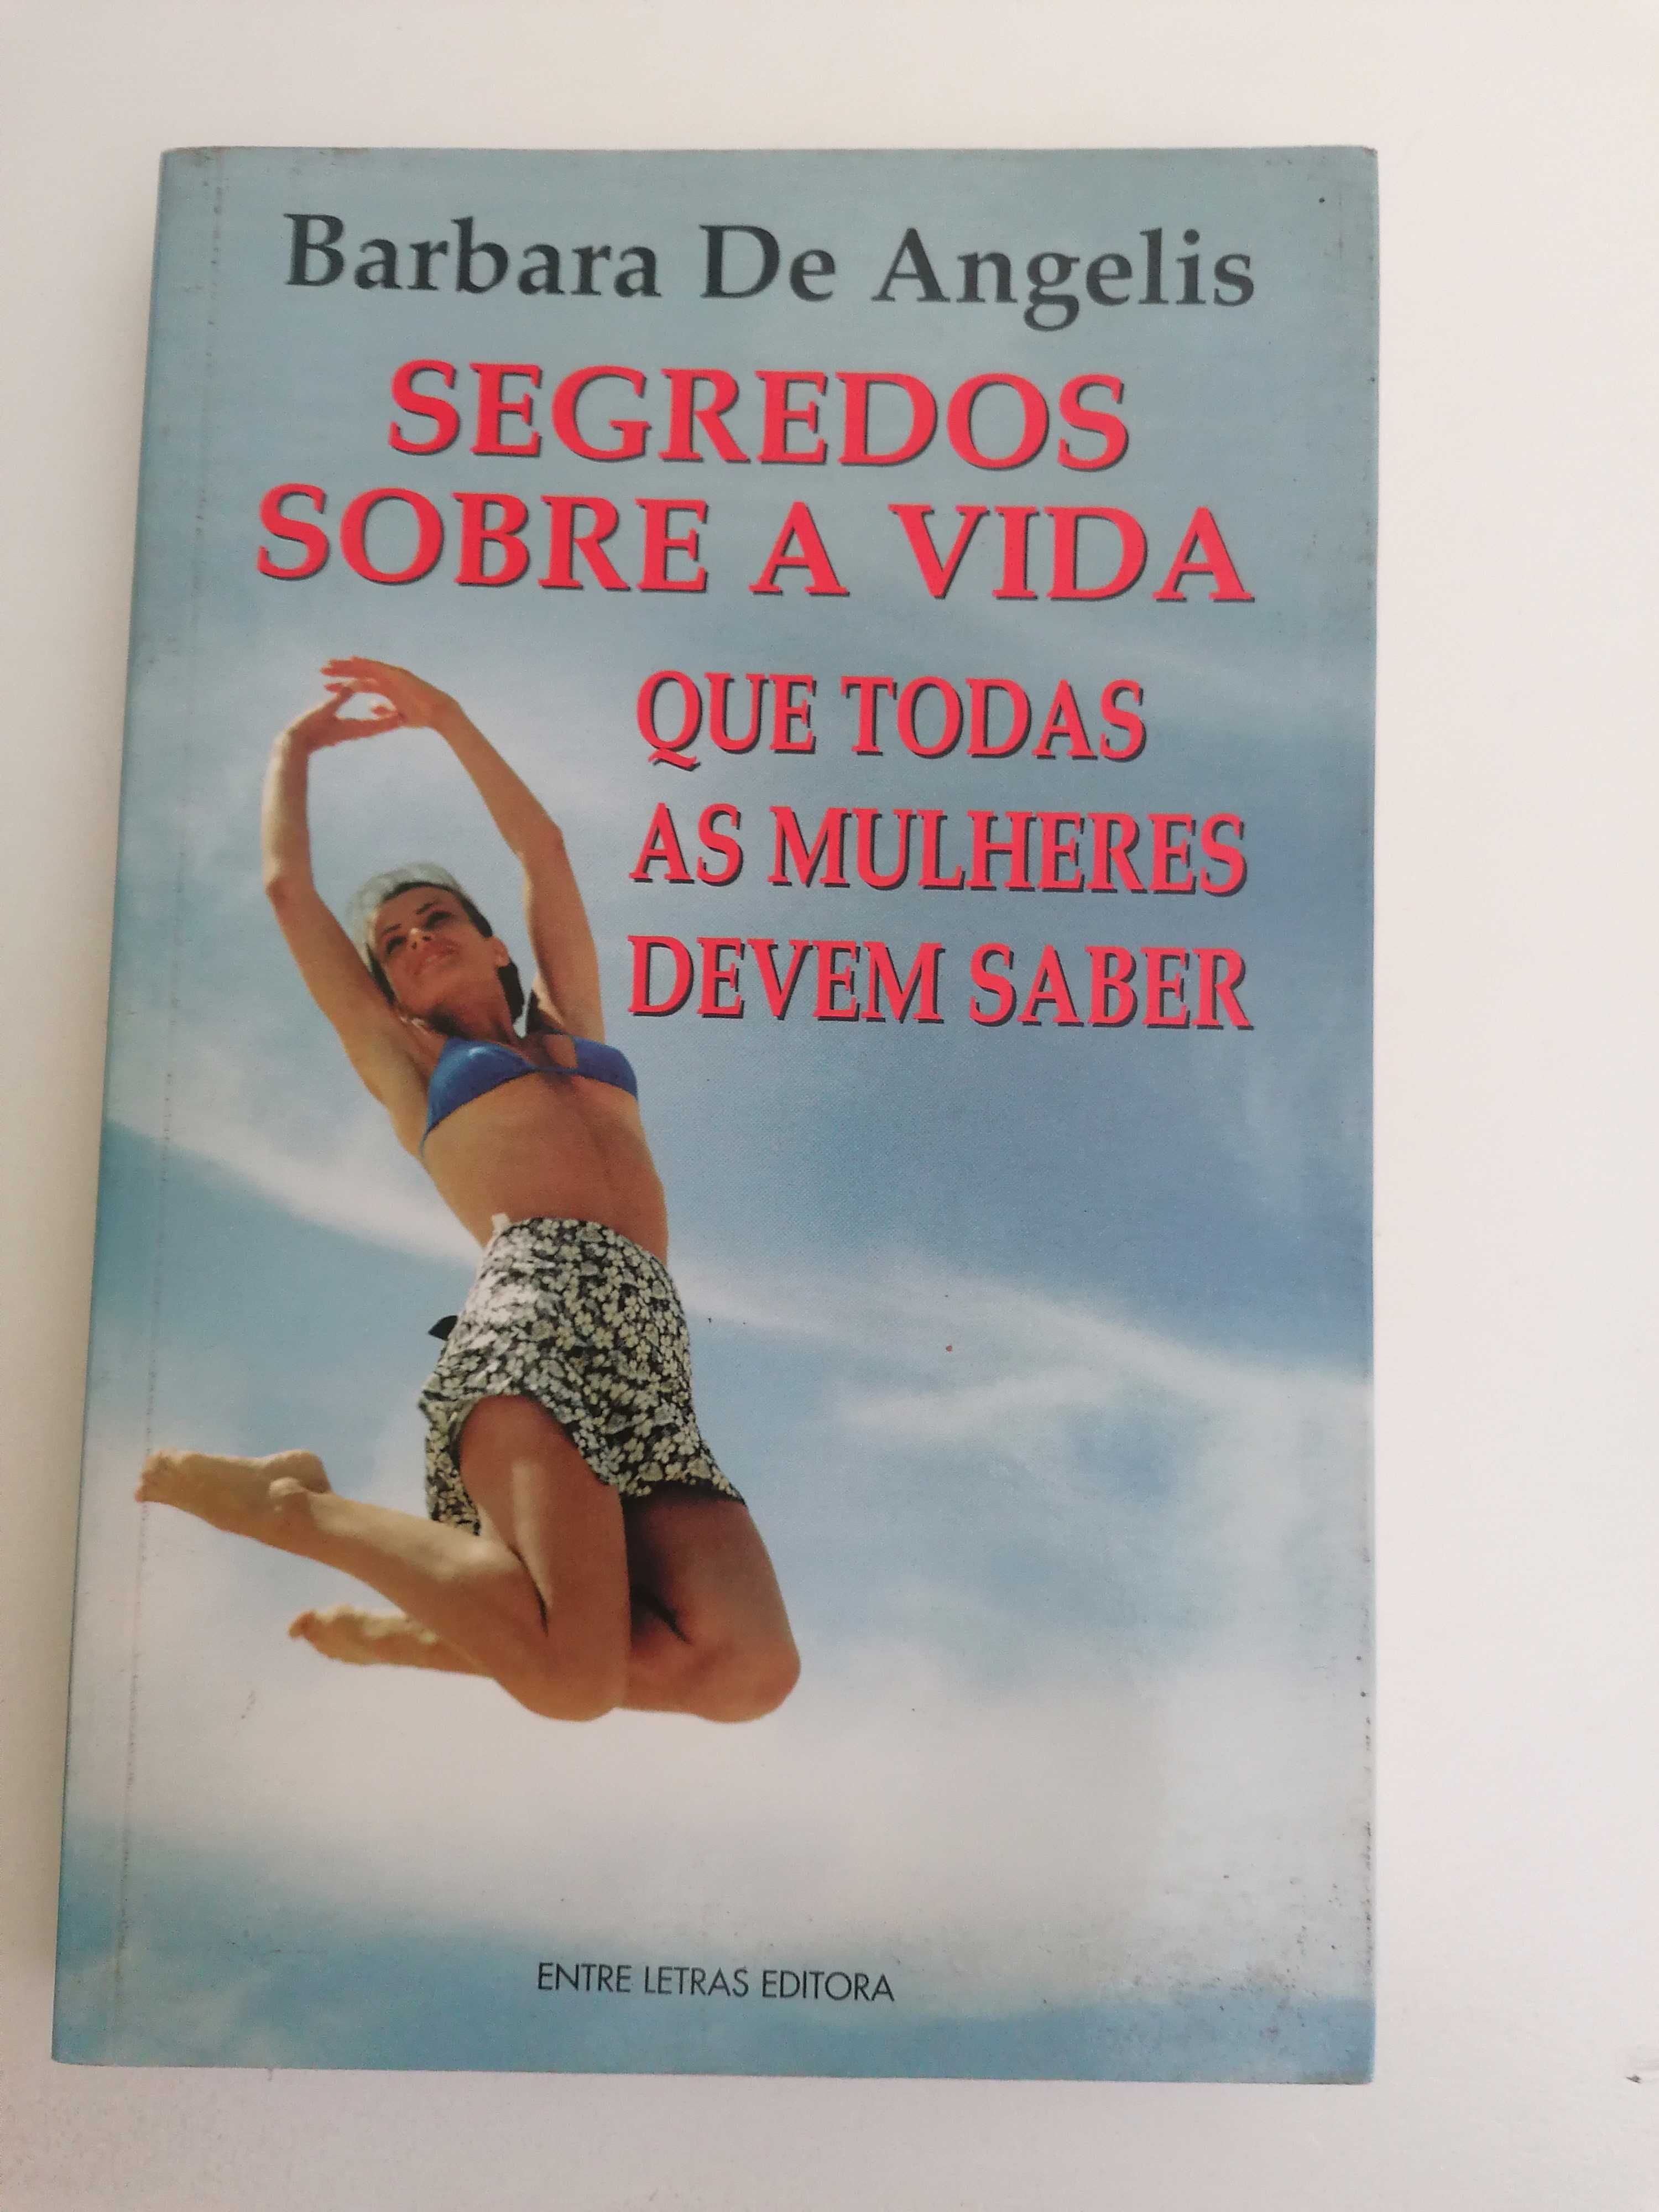 Barbara De Angelis
SEGREDOS
SOBRE A VIDA
QUE TODAS
AS MULHERES
DEVEM SABER
ENTRE LETRAS EDITORA